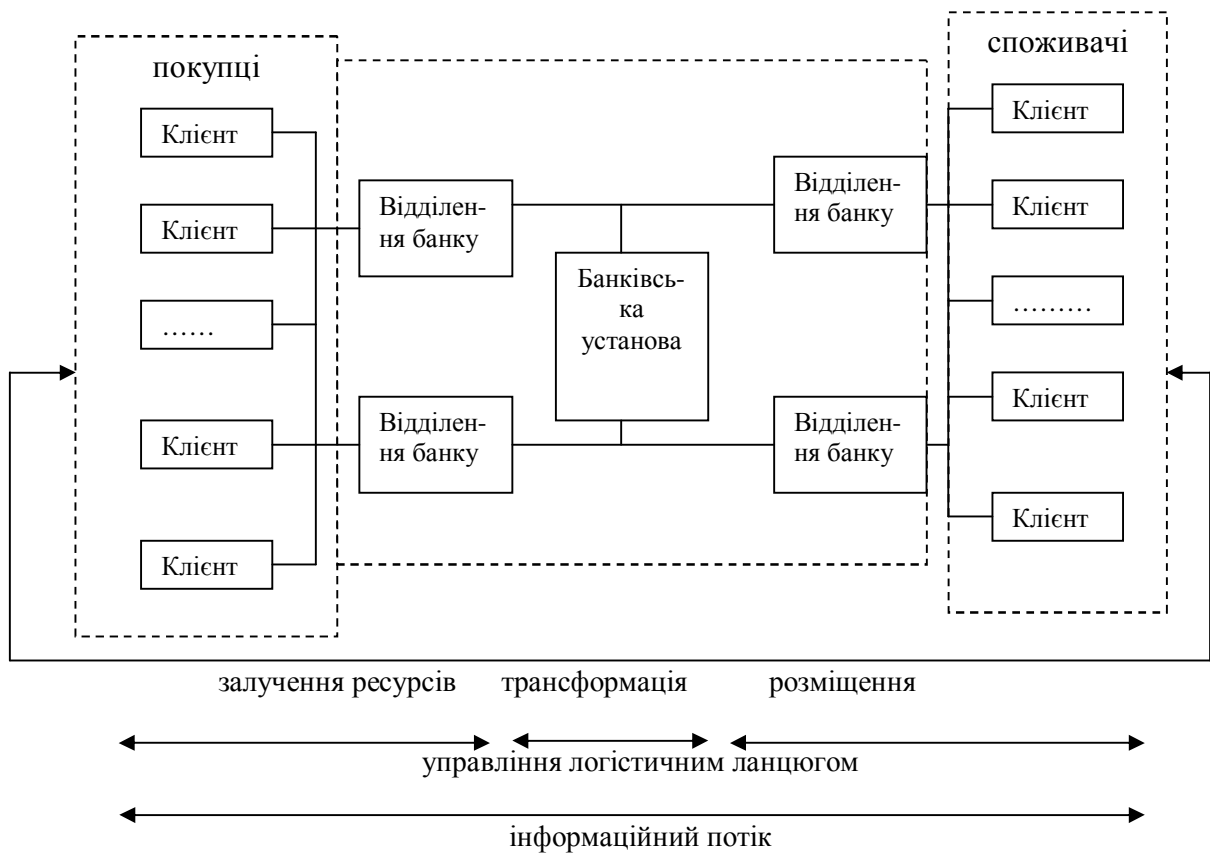 покупці
споживачі
Клієнт
Клієнт
……
Клієнт
Клієнт
Відділен-
ня банку
Відділен-
ня банку
Банківсь-
ка
установа
Відділен-
ня банку
Відділен-
ня банку
Клієнт
Клієнт
………
Клієнт
Клієнт
залучення ресурсів трансформація розміщення
управління логістичним ланцюгом
інформаційний потік